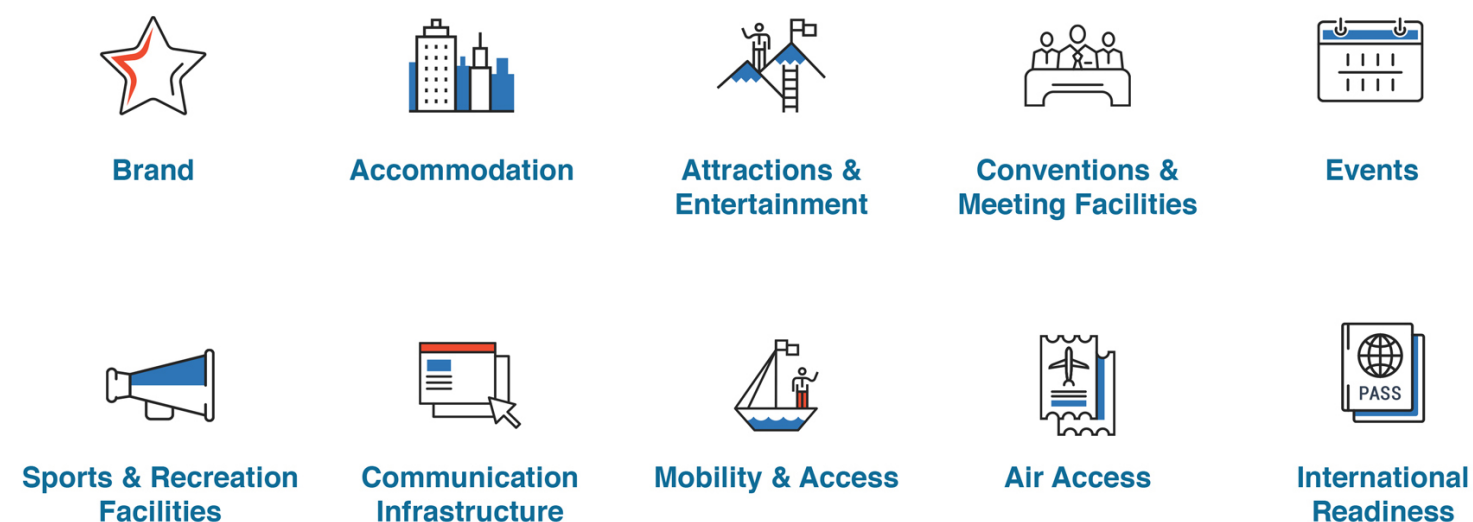 Brand
Accommodation
Attractions &
Entertainment
Conventions &
Meeting Facilities
Events
Sports & Recreation
Facilities
Communication
Infrastructure
Mobility & Access
Air Access
PASS
International
Readiness